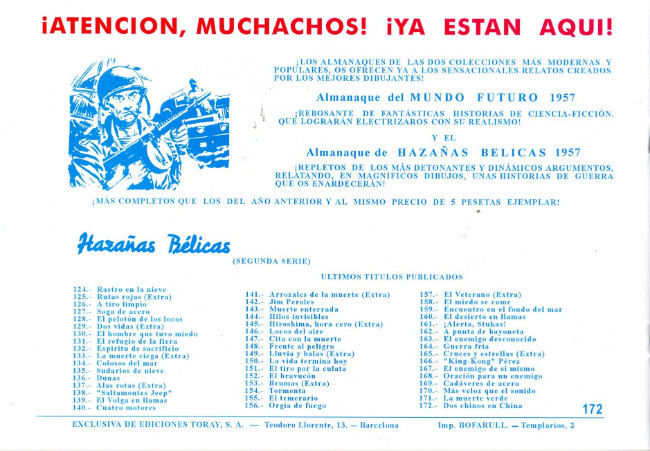 ¡ATENCION, MUCHACHOS! ¡YA ESTAN AQUI!
¡LOS ALMANAQUES DE LAS DOS COLECCIONES MÁS MODERNAS Y
POPULARES, OS OFRECEN YA A LOS SENSACIONALES RELATOS CREADOS
POR LOS MEJORES DIBUJANTES!
Almanaque del MUNDO FUTURO 1957
¡REBOSANTE DE FANTÁSTICAS HISTORIAS DE CIENCIA-FICCIÓN.
QUE LOGRARÁN ELECTRIZAROS CON SU REALISMO!
Y EL
Almanaque de HAZAÑAS BELICAS 1957
¡REPLETOS DE LOS MÁS DETONANTES Y DINÁMICOS ARGUMENTOS,
RELATANDO, EN MAGNÍFICOS DIBUJOS, UNAS HISTORIAS DE GUERRA
QUE OS ENARDECERÁN!
¡MÁS COMPLETOS QUE LOS DEL AÑO ANTERIOR Y AL MISMO PRECIO DE 5 PESETAS EJEMPLAR!
Hazañas Bélicas
(SEGUNDA SERIE)
ULTIMOS TITULOS PUBLICADOS
124.- Rastro en la nieve
125.- Rutas rojas (Extra)
126.- A tiro limpio
127.- Soga de acero
128.- El pelotón de los locos
129.- Dos vidas (Extra)
130.- El hombre que tuvo miedo
131.- El refugio de la fiera
132.- Espíritu de sacrificio
133.- La muerte ciega (Extra)
134.- Colosos del mar
135.- Sudarios de nieve
136.- Dunas
137.- Alas rotas (Extra)
138.- "Saltamontes Jeep"
139.- El Volga en llamas
140.- Cuatro motores
141.- Arrozales de la muerte (Extra)
142.- Jim Peroles
143.- Muerte enterrada
144.- Hilos invisibles
145.- Hiroshima, hora cero (Extra)
146.- Locos del aire
147.- Cita con la muerte
148.- Frente al peligro
149.- Lluvia y balas (Extra)
150.- La vida termina hoy
151.- El tiro por la culata
152.- El bravucón
153.- Brumas (Extra)
154.- Tormenta
155.- El temerario
156.- Orgía de fuego
157.- El Veterano (Extra)
158.- El miedo se come
159.- Encuentro en el fondo del mar
160.- El desierto en llamas
161.- ¡Alerta, Stukas!
162.- A punta de bayoneta
163.- El enemigo desconocido
164.- Guerra fría
165.- Cruces y estrellas (Extra)
166.- "King-Kong" Pérez
167.- El enemigo de sí mismo
168.- Oración para un enemigo
169.- Cadáveres de acero
170.- Más veloz que el sonido
171.- La muerte verde
172.- Dos chinos en China
172
EXCLUSIVA DE EDICIONES TORAY, S. A. — Teodoro Llorente, 13. — Barcelona Imp. BOFARULL. — Templarios, 2